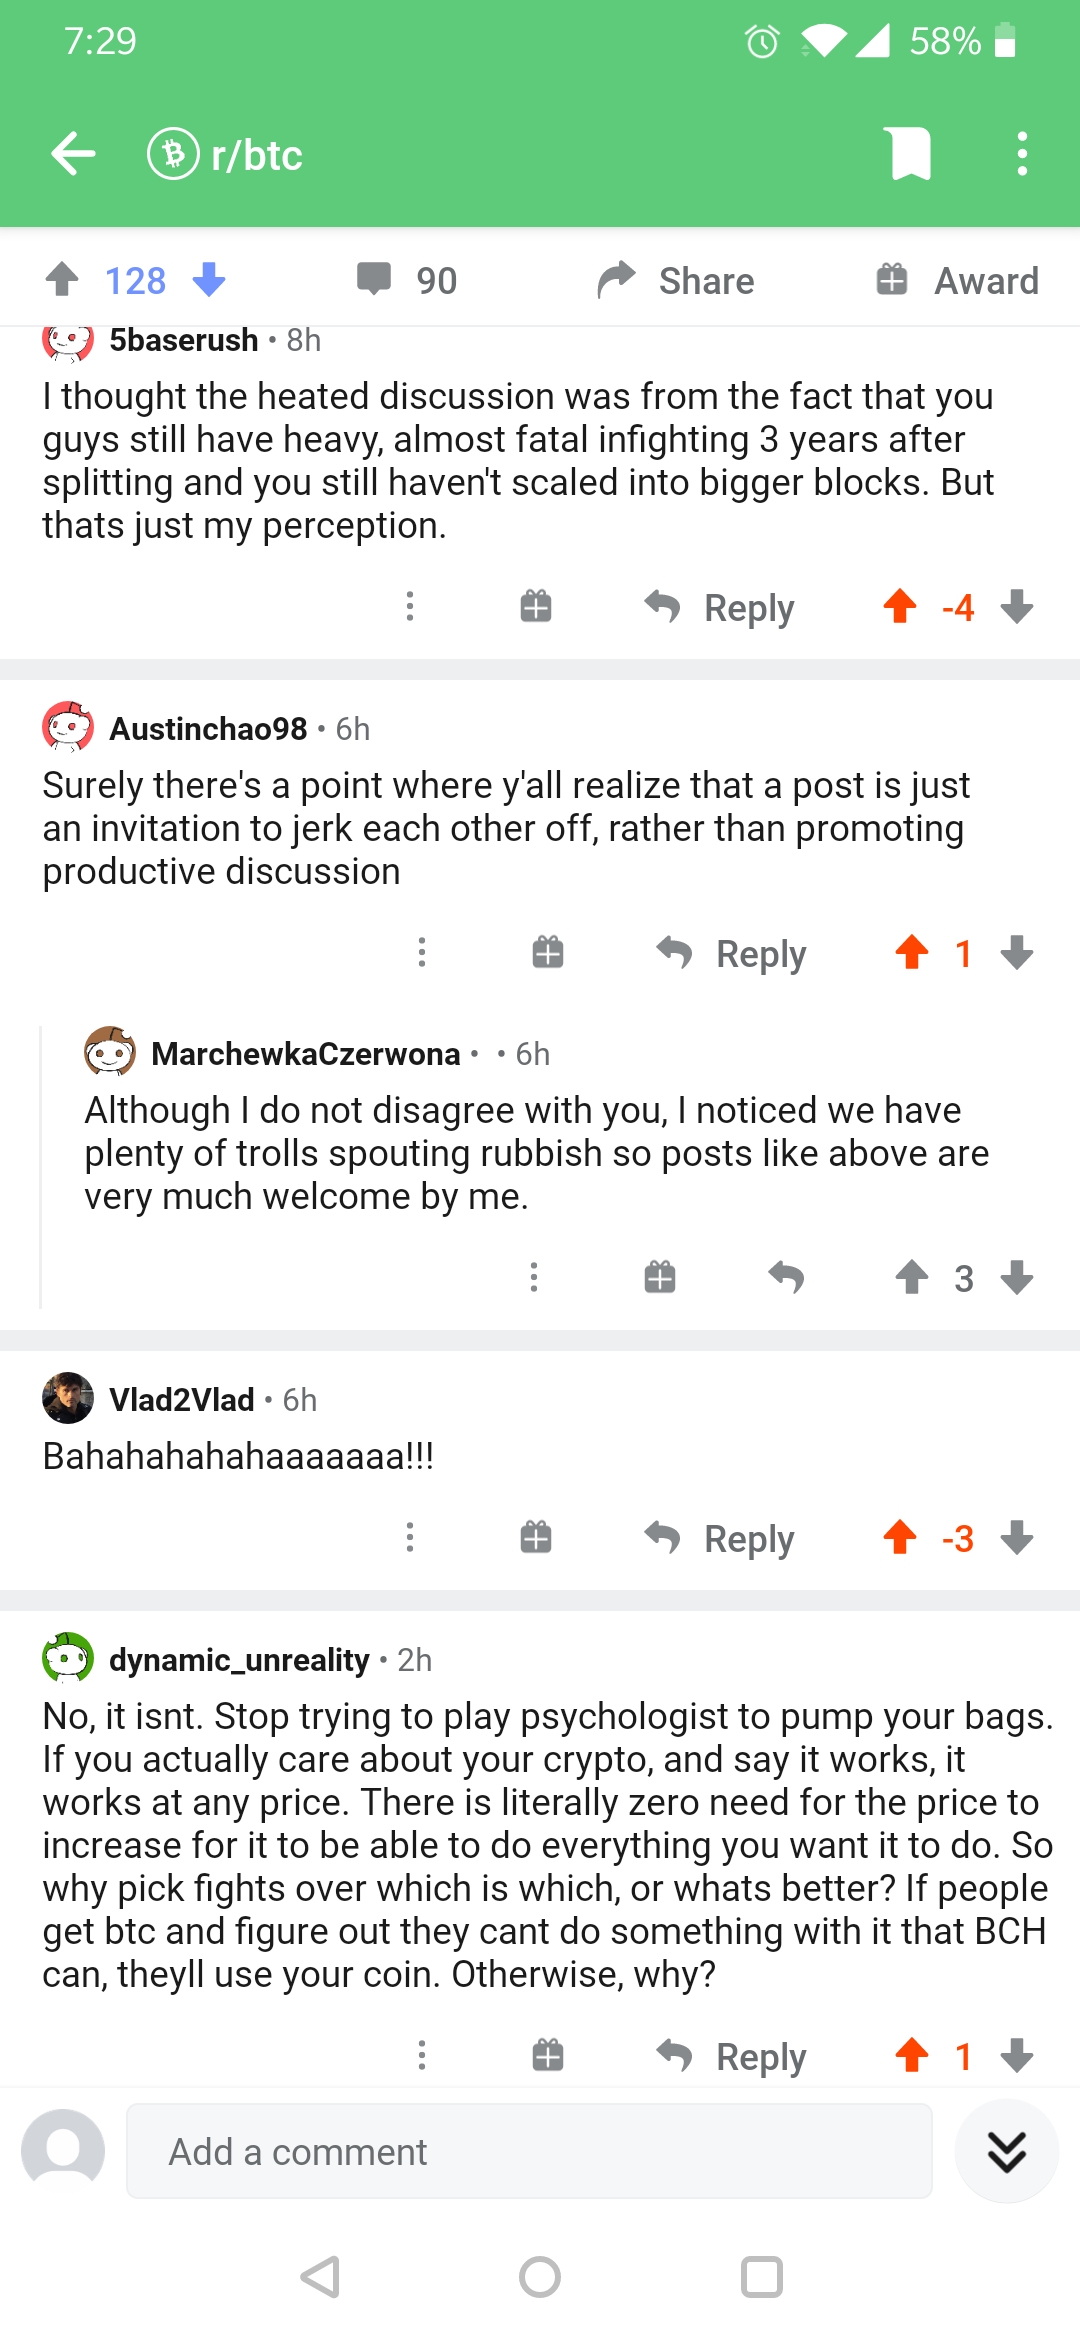 7:29
58%
r/btc
128
90
Share
Award
5baserush • 8h
I thought the heated discussion was from the fact that you
guys still have heavy, almost fatal infighting 3 years after
splitting and you still haven't scaled into bigger blocks. But
thats just my perception.
Reply
-4
Austinchao98 • 6h
Surely there's a point where y'all realize that a post is just
an invitation to jerk each other off, rather than promoting
productive discussion
Reply
1
MarchewkaCzerwona • • 6h
Although I do not disagree with you, I noticed we have
plenty of trolls spouting rubbish so posts like above are
very much welcome by me.
3
Vlad2Vlad • 6h
Bahahahahahaaaaaaa!!!
Reply
-3
dynamic_unreality • 2h
No, it isnt. Stop trying to play psychologist to pump your bags.
If you actually care about your crypto, and say it works, it
works at any price. There is literally zero need for the price to
increase for it to be able to do everything you want it to do. So
why pick fights over which is which, or whats better? If people
get btc and figure out they cant do something with it that BCH
can, theyll use your coin. Otherwise, why?
Reply
1
Add a comment